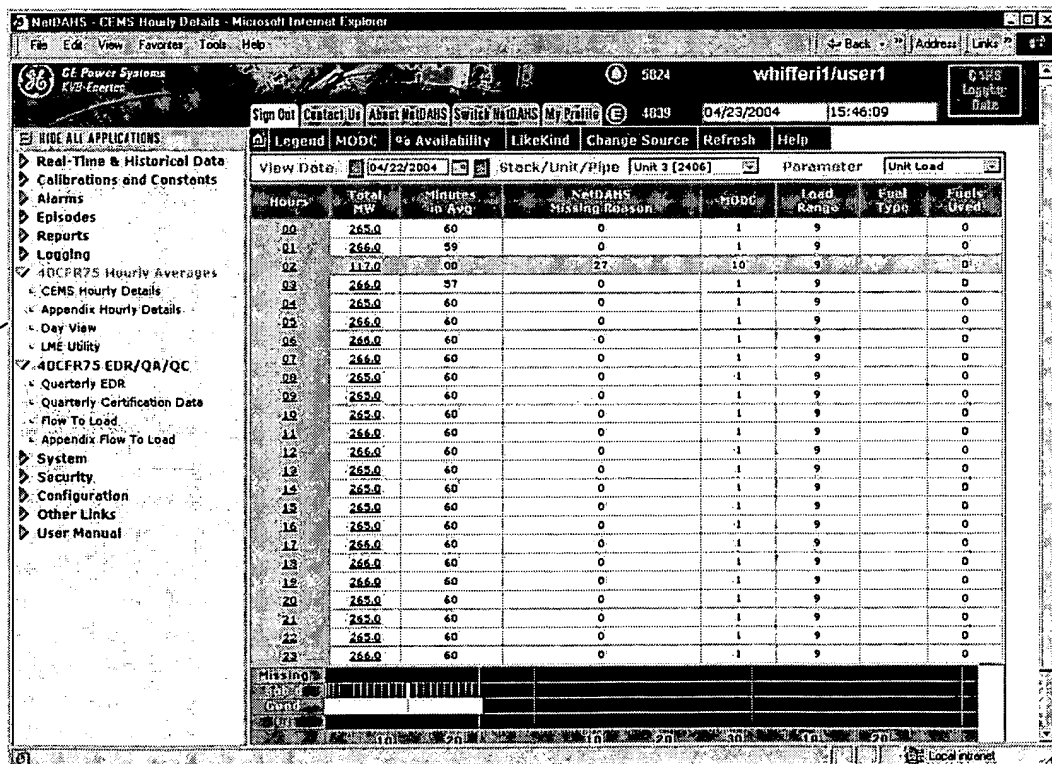 NetDAHS - CEMS Hourly Details - Microsoft Internet Explorer
File Edit View Favorites Tools Help Back » Address Links »
GE Power Systems
KVB-Enertec
5824 whifferi1/user1
DAHS
Logging
Data
Sign Out Contact Us About NetDAHS Switch NetDAHS My Profile 4839 04/23/2004 15:46:09
HIDE ALL APPLICATIONS
Real-Time & Historical Data
Calibrations and Constants
Alarms
Episodes
Reports
Logging
40CFR75 Hourly Averages
CEMS Hourly Details
Appendix Hourly Details
Day View
LME Utility
40CFR75 EDR/QA/QC
Quarterly EDR
Quarterly Certification Data
Flow To Load
Appendix Flow To Load
System
Security
Configuration
Other Links
User Manual
Legend MODC % Availability LikeKind Change Source Refresh Help
View Date 04/22/2004 Stack/Unit/Pipe Unit 3 [2406] Parameter Unit Load
Hours Total MW Minutes in Avg NetDAHS Missing Reason MODC Load Range Fuel Type Fuels Used
00 265.0 60 0 1 9 0
01 266.0 59 0 1 9 0
02 117.0 00 27 10 9 0
03 266.0 57 0 1 9 0
04 265.0 60 0 1 9 0
05 266.0 60 0 1 9 0
06 266.0 60 0 1 9 0
07 266.0 60 0 1 9 0
08 265.0 60 0 1 9 0
09 265.0 60 0 1 9 0
10 265.0 60 0 1 9 0
11 266.0 60 0 1 9 0
12 266.0 60 0 1 9 0
13 265.0 60 0 1 9 0
14 265.0 60 0 1 9 0
15 265.0 60 0 1 9 0
16 265.0 60 0 1 9 0
17 266.0 60 0 1 9 0
18 266.0 60 0 1 9 0
19 266.0 60 0 1 9 0
20 265.0 60 0 1 9 0
21 265.0 60 0 1 9 0
22 265.0 60 0 1 9 0
23 266.0 60 0 1 9 0
Missing
Good
10 20 10 20 30 10 20
Local intranet